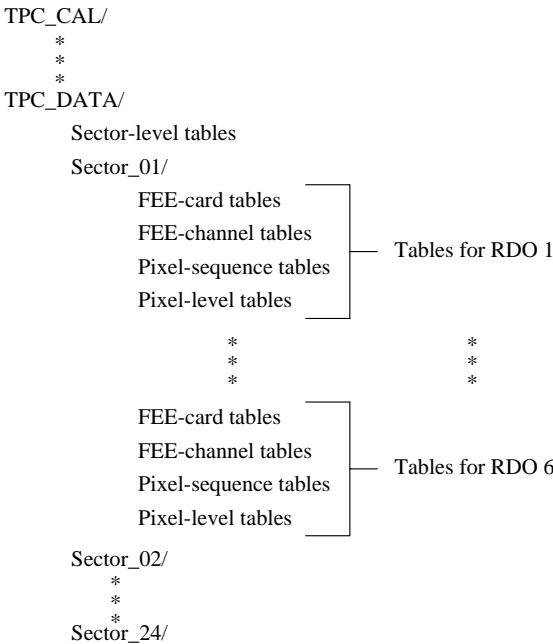 TPC_CAL/
*
*
*
TPC_DATA/
Sector-level tables
Sector_01/
FEE-card tables
FEE-channel tables
Pixel-sequence tables
Pixel-level tables
Tables for RDO 1
* *
* *
* *
FEE-card tables
FEE-channel tables
Pixel-sequence tables
Pixel-level tables
Tables for RDO 6
Sector_02/
*
*
*
Sector_24/